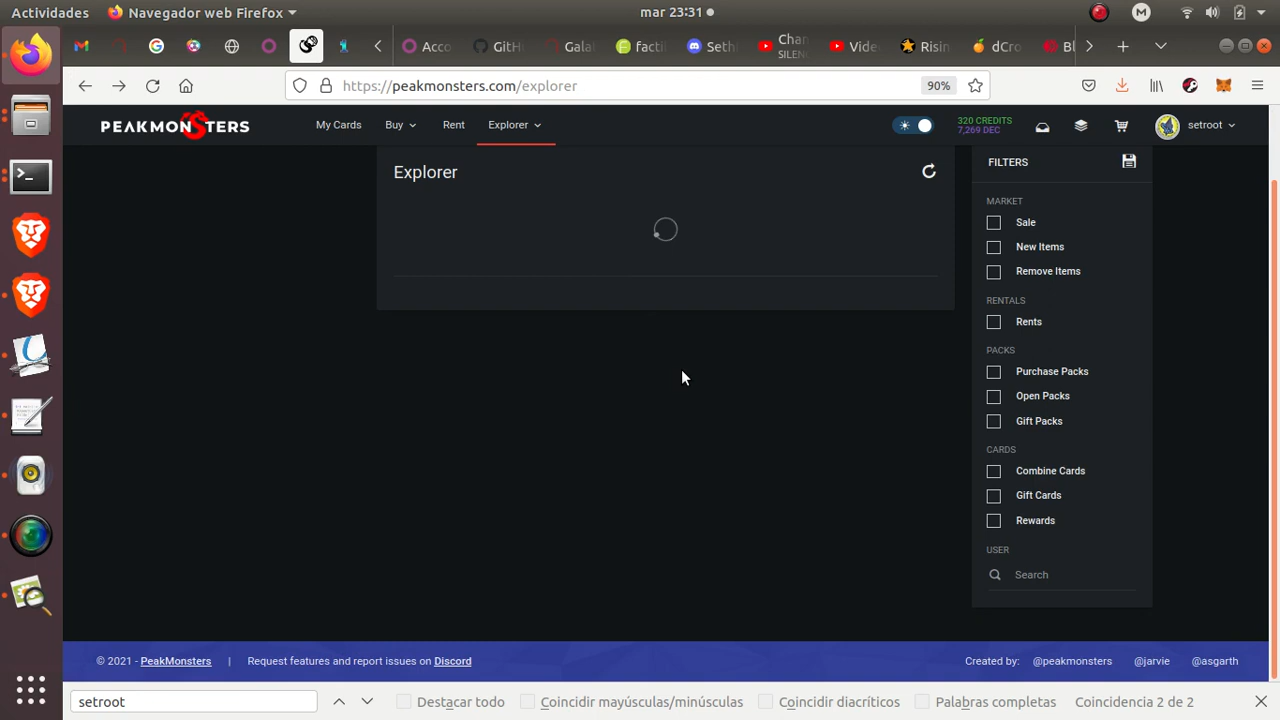 Actividades Navegador web Firefox mar 23:31 M
Acco GitH Galat facti Seth Chan SILENC Vide Risin dCro Bl
https://peakmonsters.com/explorer 90%
PEAKMONSTERS My Cards Buy Rent Explorer 320 CREDITS 7,269 DEC setroot
Explorer
FILTERS
MARKET
Sale
New Items
Remove Items
RENTALS
Rents
PACKS
Purchase Packs
Open Packs
Gift Packs
CARDS
Combine Cards
Gift Cards
Rewards
USER
Search
© 2021 - PeakMonsters | Request features and report issues on Discord Created by: @peakmonsters @jarvie @asgarth
setroot Destacar todo Coincidir mayúsculas/minúsculas Coincidir diacríticos Palabras completas Coincidencia 2 de 2